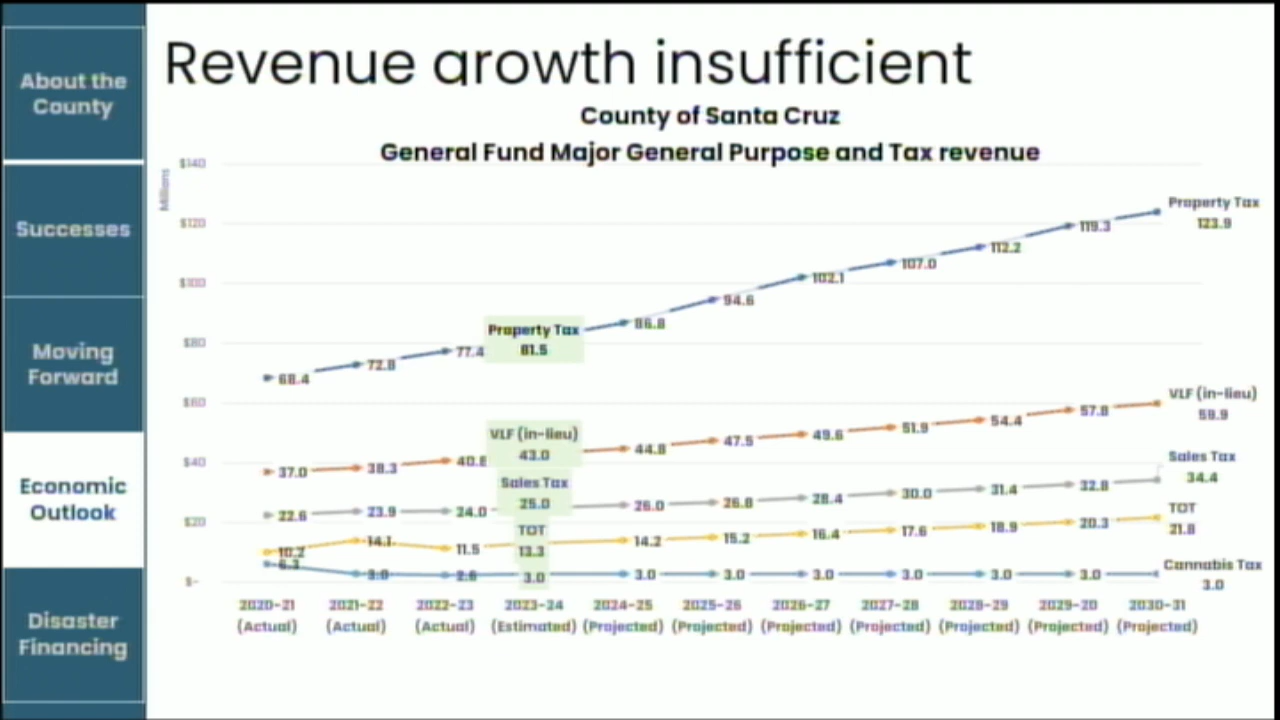 About the
County
Successes
Moving
Forward
Economic
Outlook
Disaster
Financing
Revenue growth insufficient
County of Santa Cruz
General Fund Major General Purpose and Tax revenue
Millions
$140
$120
$100
$80
$60
$40
$20
$-
68.4
72.8
77.4
Property Tax
81.5
86.8
94.6
102.1
107.0
112.2
119.3
Property Tax
123.9
37.0
38.3
40.8
VLF (in-lieu)
43.0
44.8
47.5
49.6
51.9
54.4
57.8
VLF (in-lieu)
59.9
22.6
23.9
24.0
Sales Tax
25.0
26.0
26.8
28.4
30.0
31.4
32.8
Sales Tax
34.4
10.2
14.1
11.5
TOT
13.3
14.2
15.2
16.4
17.6
18.9
20.3
TOT
21.8
6.3
3.0
2.6
3.0
3.0
3.0
3.0
3.0
3.0
3.0
Cannabis Tax
3.0
2020-21 2021-22 2022-23 2023-24 2024-25 2025-26 2026-27 2027-28 2028-29 2029-20 2030-31
(Actual) (Actual) (Actual) (Estimated) (Projected) (Projected) (Projected) (Projected) (Projected) (Projected) (Projected)